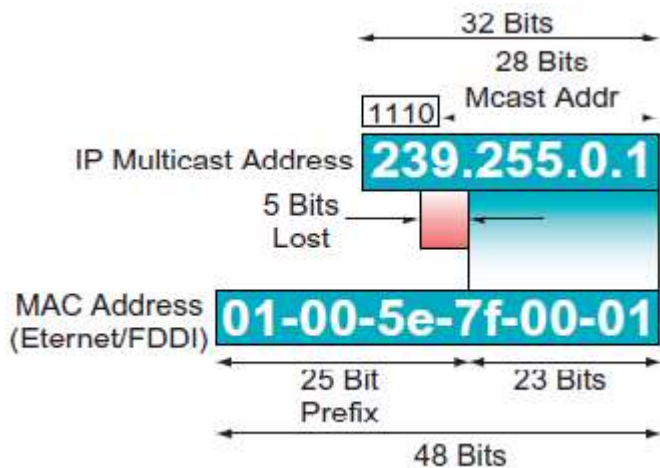 32 Bits
28 Bits
Mcast Addr
1110
IP Multicast Address
239.255.0.1
5 Bits
Lost
MAC Address
(Eternet/FDDI)
01-00-5e-7f-00-01
25 Bit
Prefix
23 Bits
48 Bits